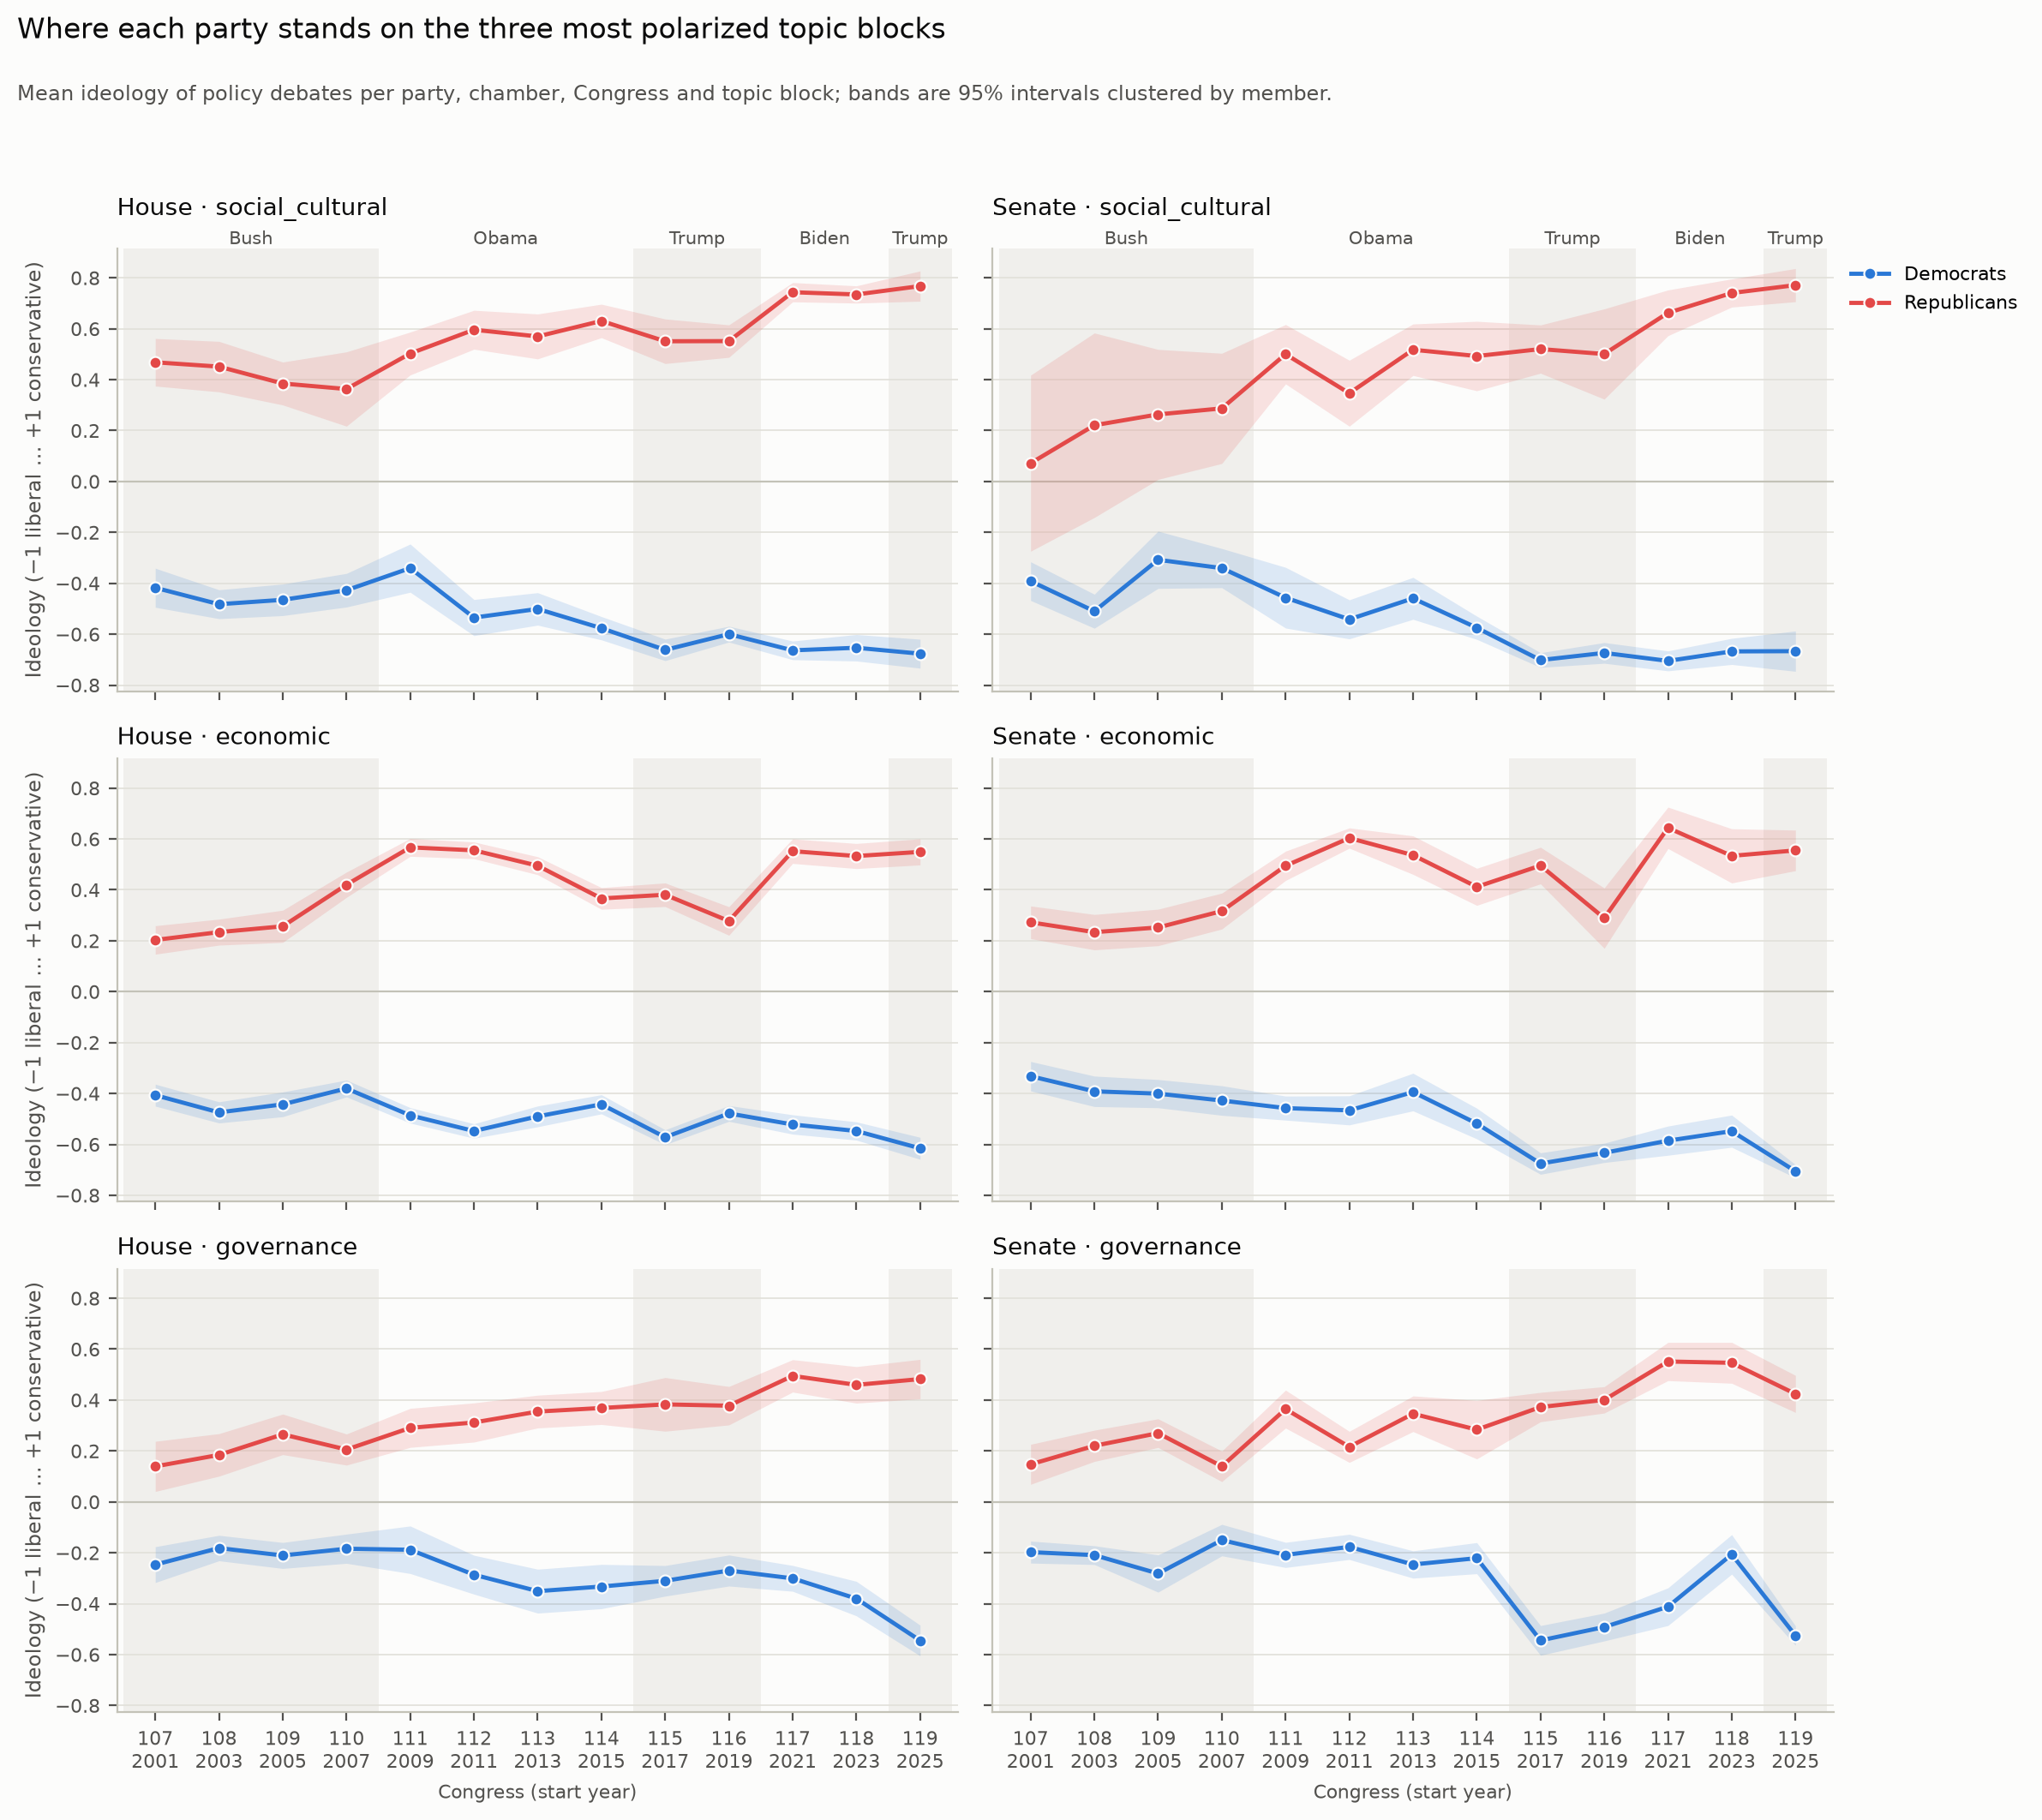 Where each party stands on the three most polarized topic blocks
Mean ideology of policy debates per party, chamber, Congress and topic block; bands are 95% intervals clustered by member.
House · social_cultural
Bush Obama Trump Biden Trump
Ideology (−1 liberal … +1 conservative)
0.8
0.6
0.4
0.2
0.0
−0.2
−0.4
−0.6
−0.8
Senate · social_cultural
Bush Obama Trump Biden Trump
Democrats
Republicans
House · economic
Ideology (−1 liberal … +1 conservative)
0.8
0.6
0.4
0.2
0.0
−0.2
−0.4
−0.6
−0.8
Senate · economic
House · governance
Ideology (−1 liberal … +1 conservative)
0.8
0.6
0.4
0.2
0.0
−0.2
−0.4
−0.6
−0.8
107 108 109 110 111 112 113 114 115 116 117 118 119
2001 2003 2005 2007 2009 2011 2013 2015 2017 2019 2021 2023 2025
Congress (start year)
Senate · governance
107 108 109 110 111 112 113 114 115 116 117 118 119
2001 2003 2005 2007 2009 2011 2013 2015 2017 2019 2021 2023 2025
Congress (start year)